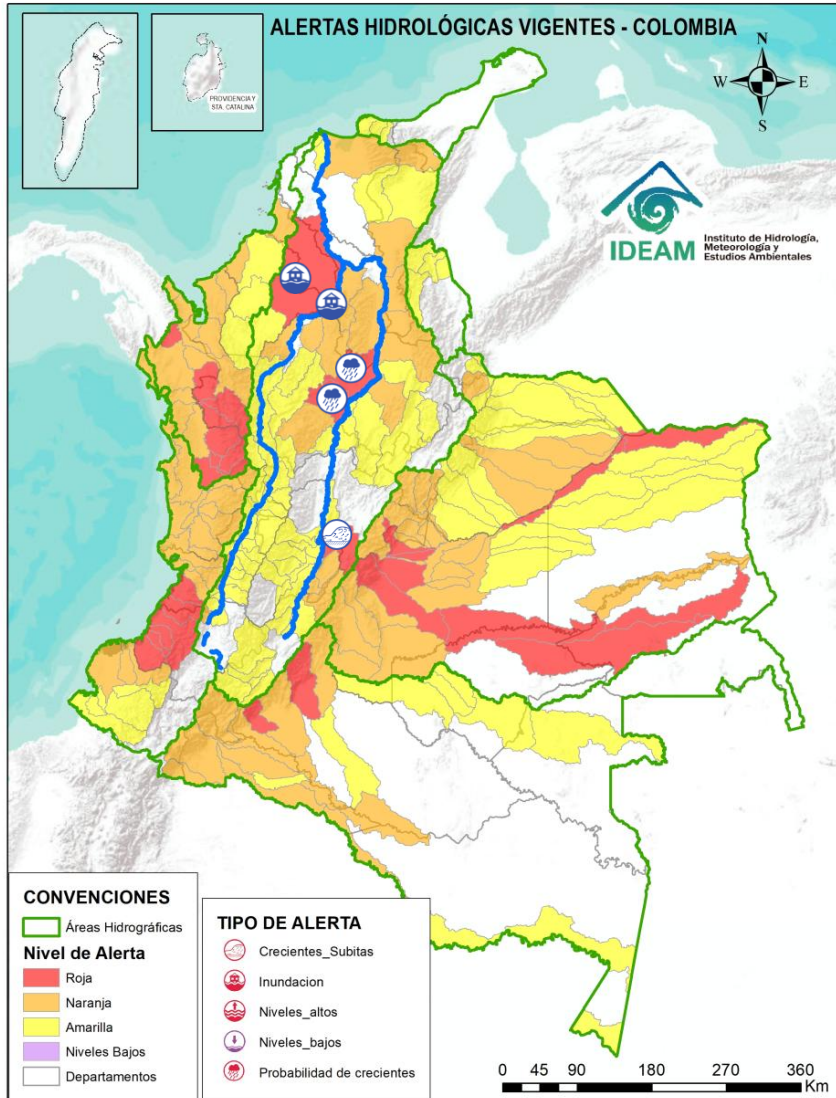 ALERTAS HIDROLÓGICAS VIGENTES - COLOMBIA
PROVIDENCIA Y
STA. CATALINA
N
W E
S
IDEAM
Instituto de Hidrología,
Meteorología y
Estudios Ambientales
CONVENCIONES
Áreas Hidrográficas
Nivel de Alerta
Roja
Naranja
Amarilla
Niveles Bajos
Departamentos
TIPO DE ALERTA
Crecientes_Subitas
Inundacion
Niveles_altos
Niveles_bajos
Probabilidad de crecientes
0 45 90 180 270 360
Km